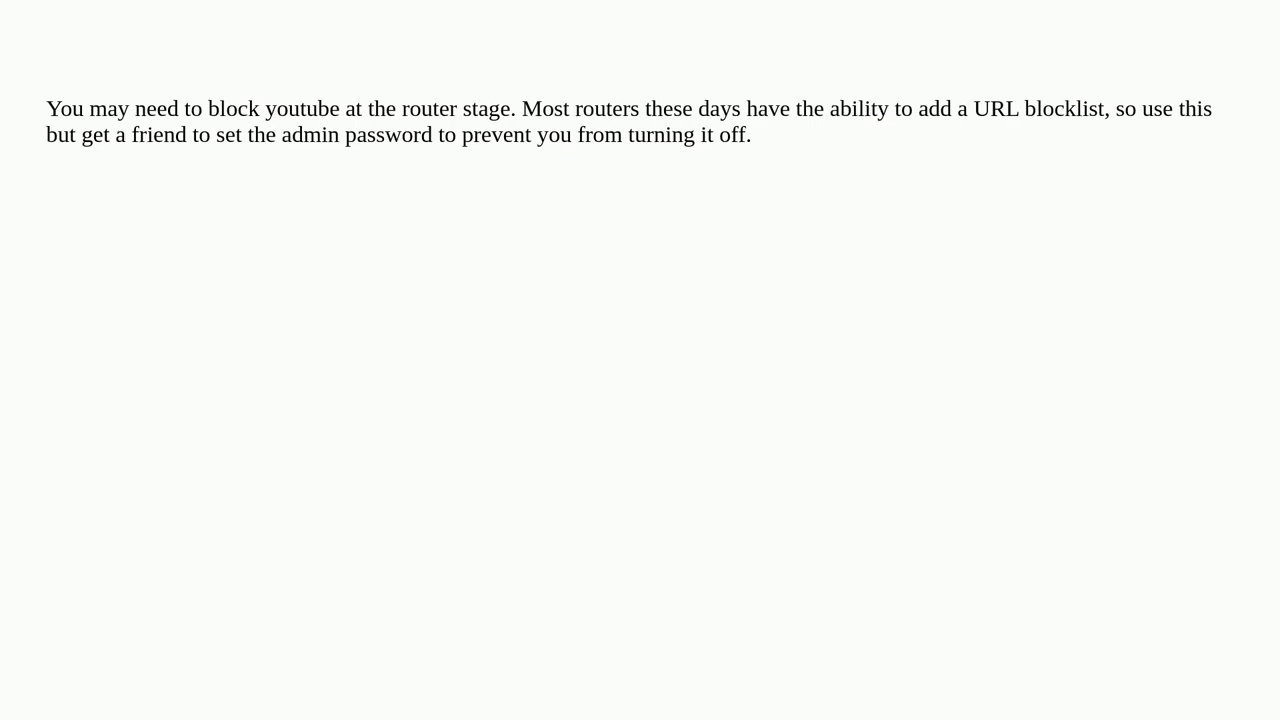 You may need to block youtube at the router stage. Most routers these days have the ability to add a URL blocklist, so use this
but get a friend to set the admin password to prevent you from turning it off.